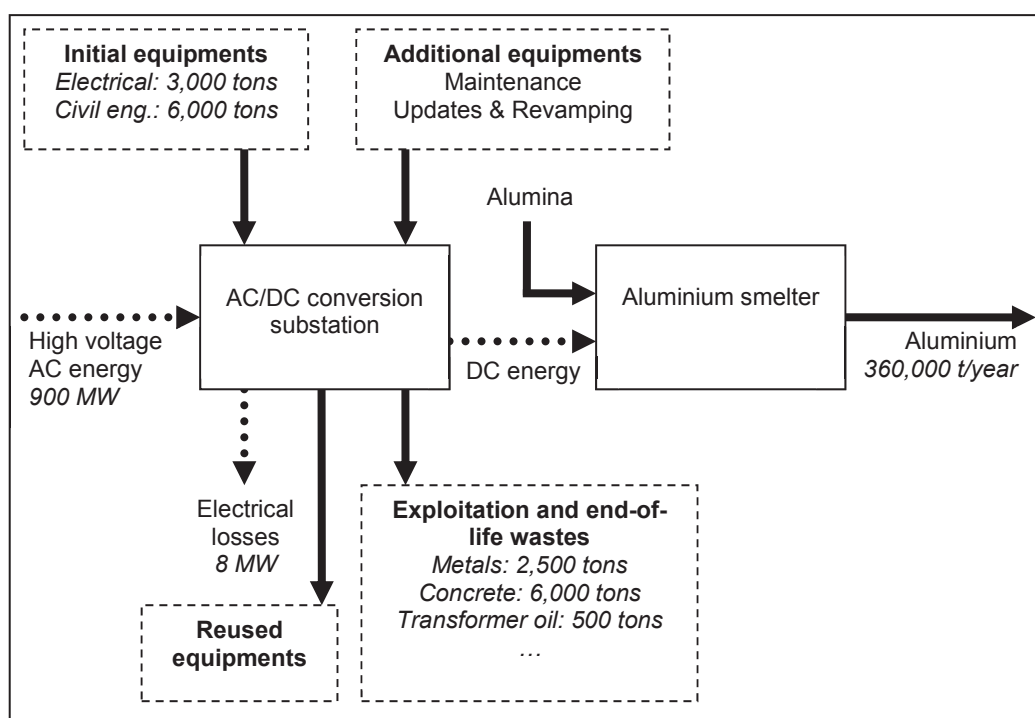 Initial equipments
Electrical: 3,000 tons
Civil eng.: 6,000 tons
Additional equipments
Maintenance
Updates & Revamping
Alumina
AC/DC conversion
substation
Aluminium smelter
High voltage
AC energy
900 MW
DC energy
Aluminium
360,000 t/year
Electrical
losses
8 MW
Exploitation and end-of-
life wastes
Metals: 2,500 tons
Concrete: 6,000 tons
Transformer oil: 500 tons
…
Reused
equipments